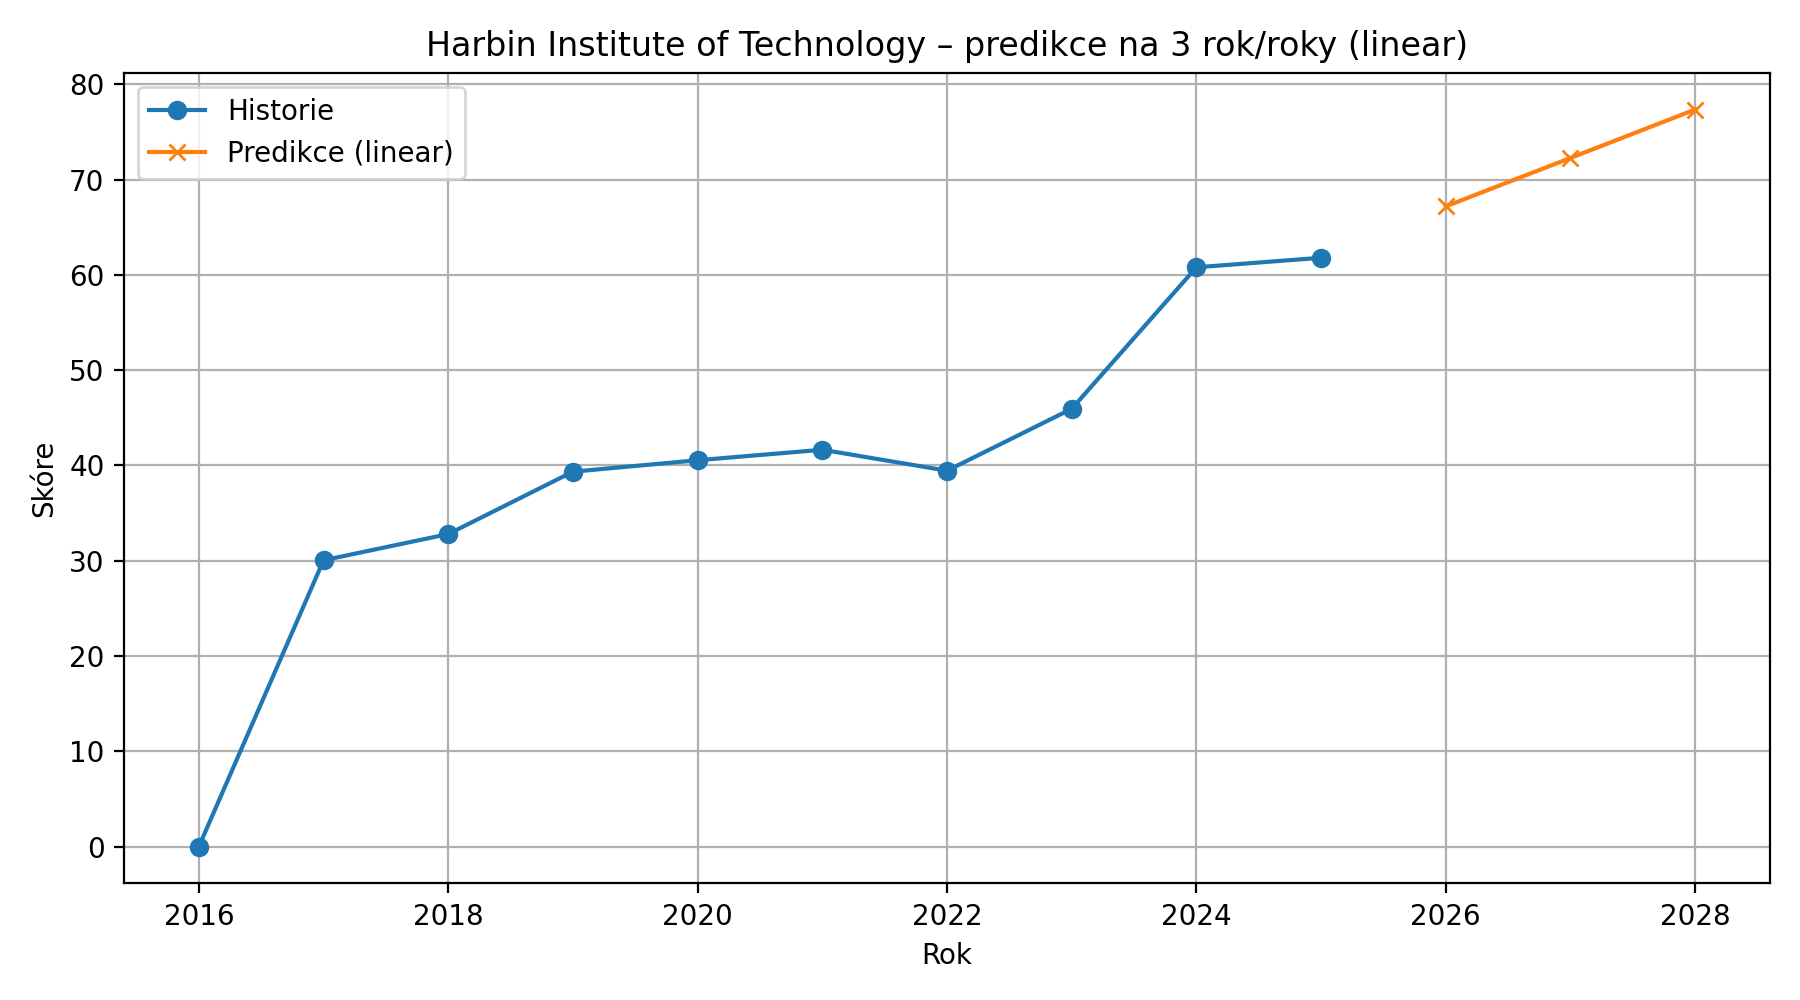 Harbin Institute of Technology – predikce na 3 rok/roky (linear)
Historie
Predikce (linear)
80
70
60
50
40
30
20
10
0
Skóre
2016 2018 2020 2022 2024 2026 2028
Rok